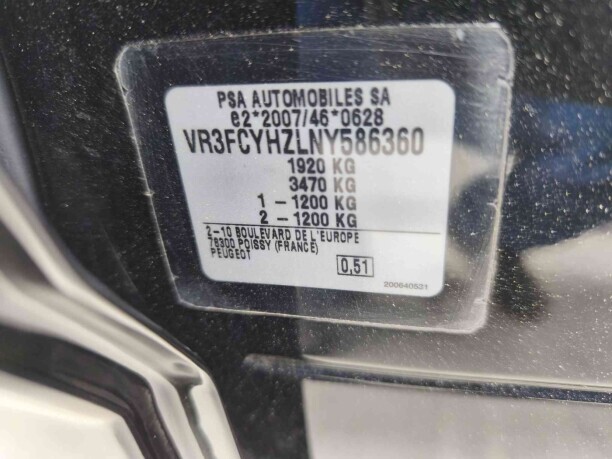 PSA AUTOMOBILES SA
e2*2007/46*0628
VR3FCYHZLNY586360
1920 KG
3470 KG
1 - 1200 KG
2 - 1200 KG
2-10 BOULEVARD DE L'EUROPE
78300 POISSY (FRANCE)
PEUGEOT
0.51
200640531